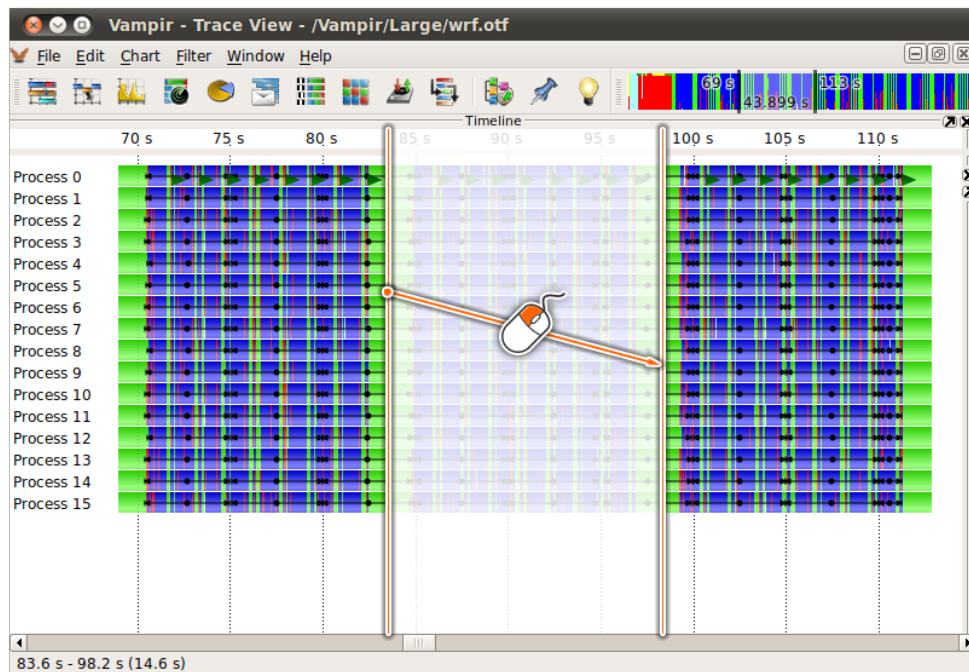 Vampir - Trace View - /Vampir/Large/wrf.otf
File Edit Chart Filter Window Help
69 s 113 s
43.899 s
Timeline
70 s 75 s 80 s 85 s 90 s 95 s 100 s 105 s 110 s
Process 0
Process 1
Process 2
Process 3
Process 4
Process 5
Process 6
Process 7
Process 8
Process 9
Process 10
Process 11
Process 12
Process 13
Process 14
Process 15
83.6 s - 98.2 s (14.6 s)